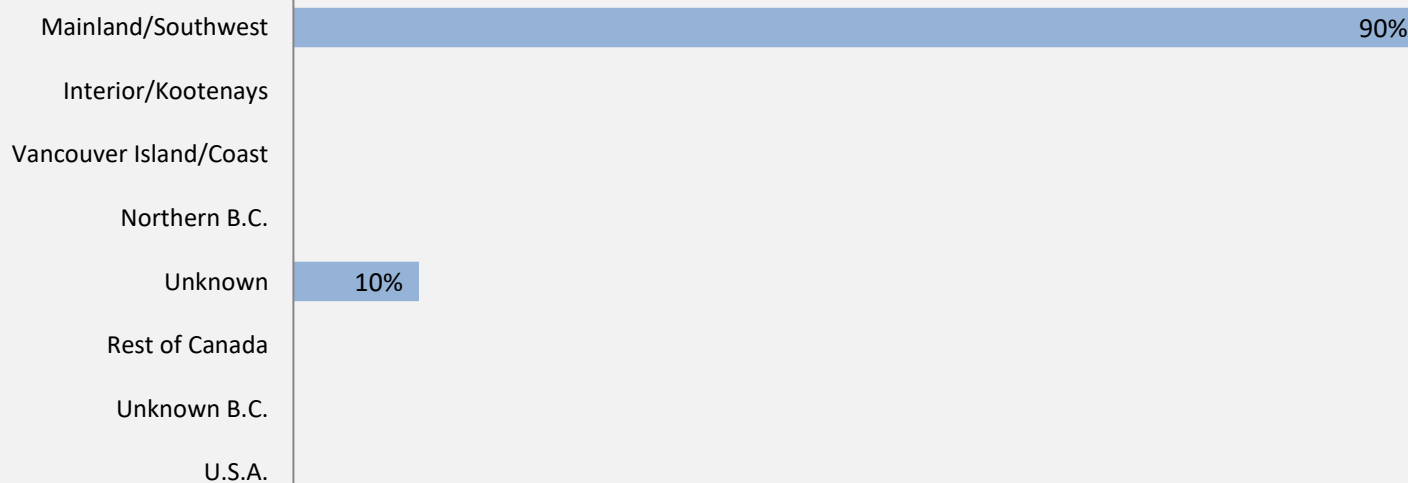 Mainland/Southwest 90%
Interior/Kootenays
Vancouver Island/Coast
Northern B.C.
Unknown 10%
Rest of Canada
Unknown B.C.
U.S.A.